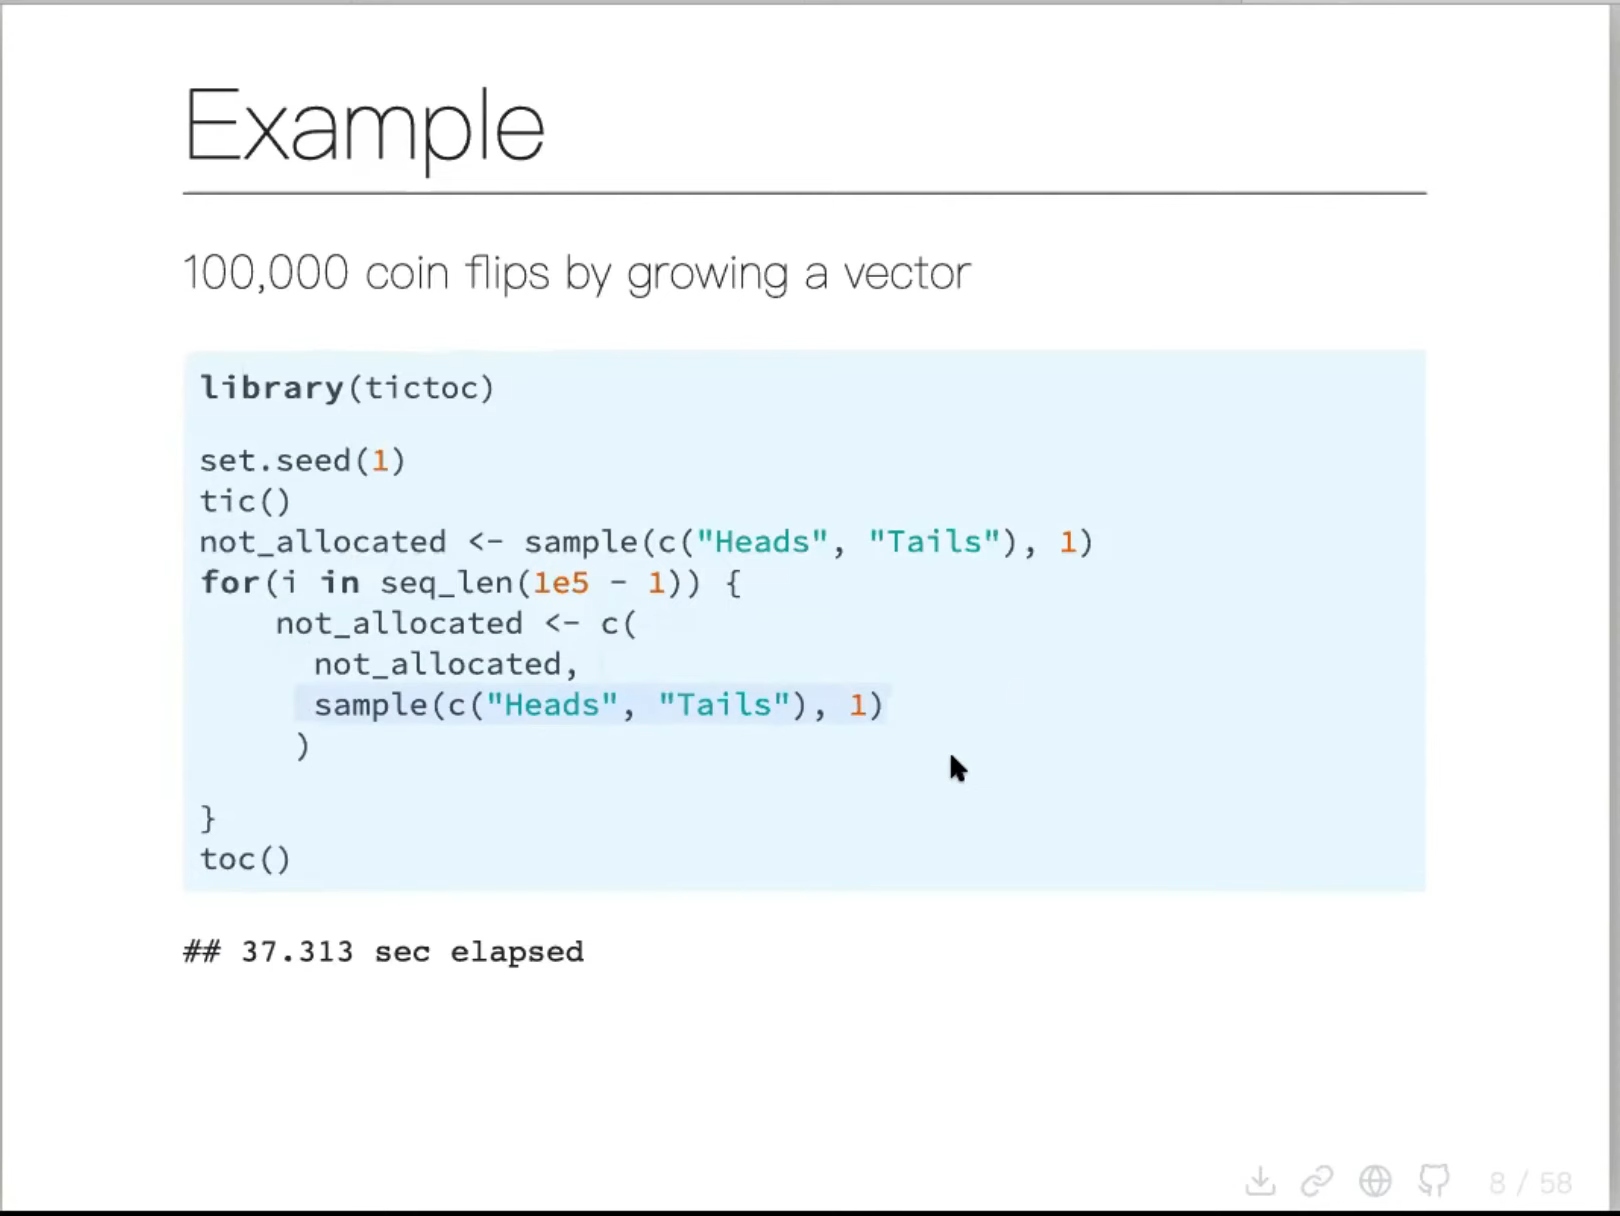 Example
100,000 coin flips by growing a vector
library(tictoc)
set.seed(1)
tic()
not_allocated <- sample(c("Heads", "Tails"), 1)
for(i in seq_len(1e5 - 1)) {
    not_allocated <- c(
      not_allocated,
      sample(c("Heads", "Tails"), 1)
     )
}
toc()
## 37.313 sec elapsed
8 / 58